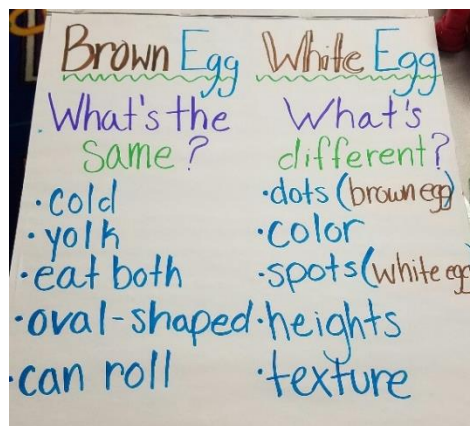 Brown Egg White Egg
What's the
same?
• cold
• yolk
• eat both
• oval-shaped
• can roll
What's
different?
• dots (brown egg)
• color
• spots (white egg
• heights
• texture